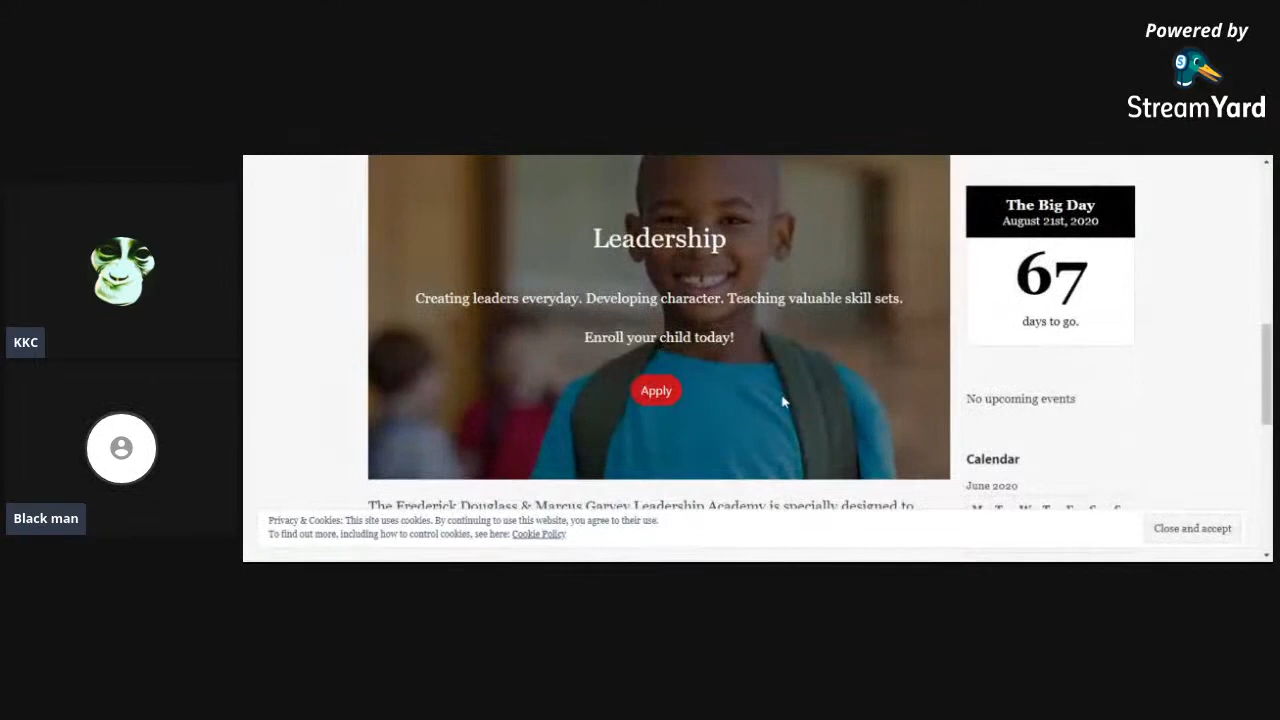 Powered by
StreamYard
KKC
Black man
Leadership
Creating leaders everyday. Developing character. Teaching valuable skill sets.
Enroll your child today!
Apply
The Frederick Douglass & Marcus Garvey Leadership Academy is specially designed to
The Big Day
August 21st, 2020
67
days to go.
No upcoming events
Calendar
June 2020
M T W T F S S
Privacy & Cookies: This site uses cookies. By continuing to use this website, you agree to their use.
To find out more, including how to control cookies, see here: Cookie Policy
Close and accept